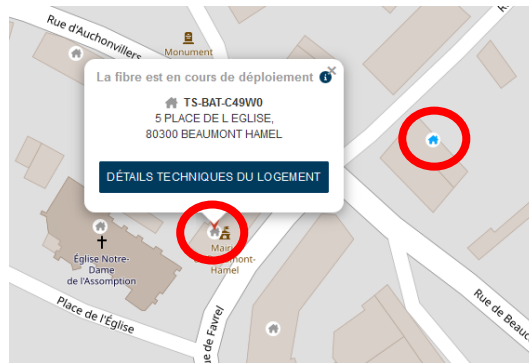 Rue d'Auchonvillers
Monument
La fibre est en cours de déploiement
TS-BAT-C49W0
5 PLACE DE L EGLISE,
80300 BEAUMONT HAMEL
DÉTAILS TECHNIQUES DU LOGEMENT
Mairi
mont-
Hamel
Église Notre-
Dame
de l'Assomption
Place de l'Église
ue de Favrel
Rue de Beauc